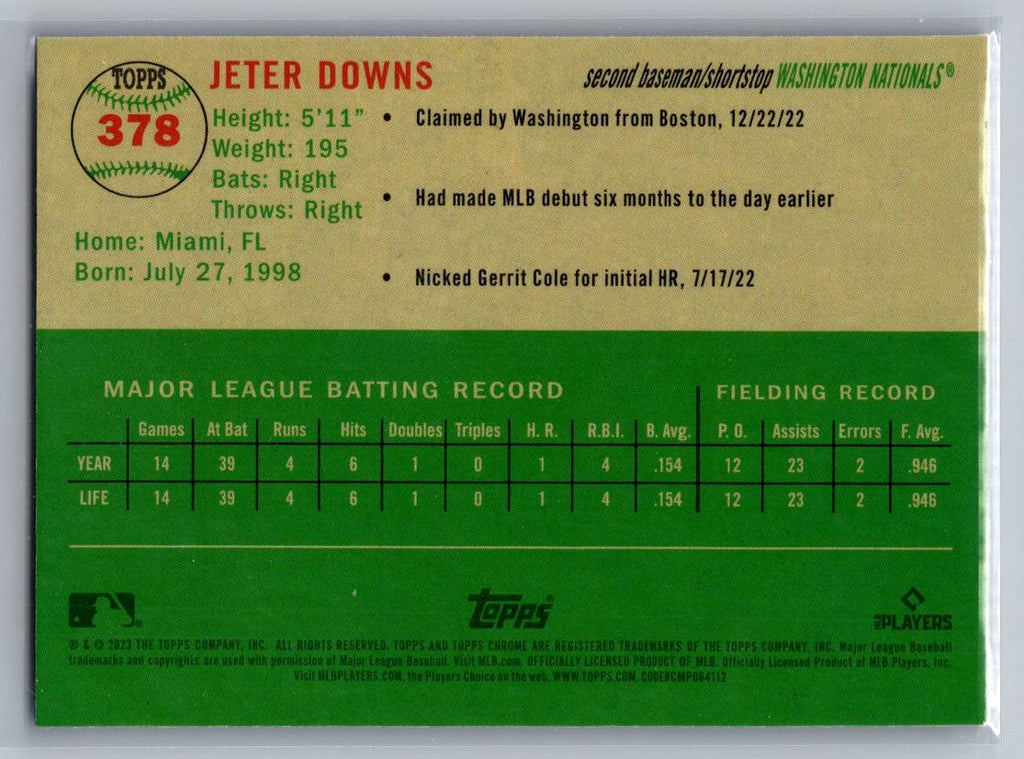 TOPPS
378
JETER DOWNS
second baseman/shortstop WASHINGTON NATIONALS®
Height: 5'11"
Weight: 195
Bats: Right
Throws: Right
Home: Miami, FL
Born: July 27, 1998
• Claimed by Washington from Boston, 12/22/22
• Had made MLB debut six months to the day earlier
• Nicked Gerrit Cole for initial HR, 7/17/22
MAJOR LEAGUE BATTING RECORD FIELDING RECORD
Games At Bat Runs Hits Doubles Triples H. R. R.B.I. B. Avg. P. O. Assists Errors F. Avg.
YEAR 14 39 4 6 1 0 1 4 .154 12 23 2 .946
LIFE 14 39 4 6 1 0 1 4 .154 12 23 2 .946
topps®
MLB PLAYERS
® & © 2023 THE TOPPS COMPANY, INC. ALL RIGHTS RESERVED. TOPPS AND TOPPS CHROME ARE REGISTERED TRADEMARKS OF THE TOPPS COMPANY, INC. Major League Baseball
trademarks and copyrights are used with permission of Major League Baseball. Visit MLB.com. OFFICIALLY LICENSED PRODUCT OF MLB. Officially Licensed Product of MLB Players, Inc.
Visit MLBPLAYERS.COM, the Players Choice on the web. WWW.TOPPS.COM. CODE#CMP064112